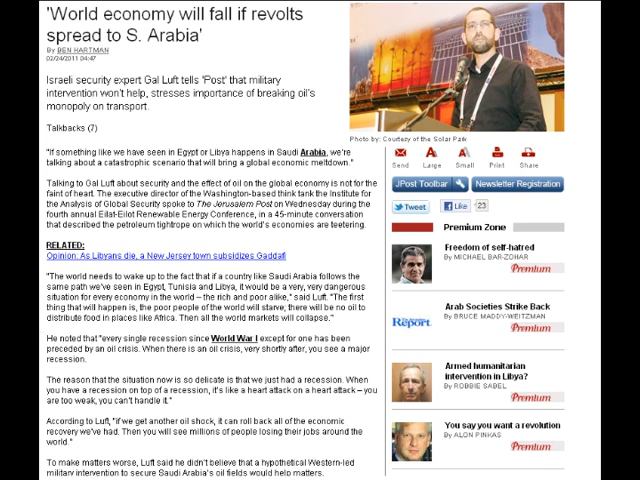 'World economy will fall if revolts
spread to S. Arabia'
By BEN HARTMAN
02/24/2011 04:47
Israeli security expert Gal Luft tells 'Post' that military
intervention won't help, stresses importance of breaking oil's
monopoly on transport.
Talkbacks (7)
Photo by: Courtesy of the Solar Park
"If something like we have seen in Egypt or Libya happens in Saudi Arabia, we're
talking about a catastrophic scenario that will bring a global economic meltdown."
Talking to Gal Luft about security and the effect of oil on the global economy is not for the
faint of heart. The executive director of the Washington-based think tank the Institute for
the Analysis of Global Security spoke to The Jerusalem Post on Wednesday during the
fourth annual Eilat-Eilot Renewable Energy Conference, in a 45-minute conversation
that described the petroleum tightrope on which the world's economies are teetering.
RELATED:
Opinion: As Libyans die, a New Jersey town subsidizes Gaddafi
"The world needs to wake up to the fact that if a country like Saudi Arabia follows the
same path we've seen in Egypt, Tunisia and Libya, it would be a very, very dangerous
situation for every economy in the world – the rich and poor alike," said Luft. "The first
thing that will happen is, the poor people of the world will starve; there will be no oil to
distribute food in places like Africa. Then all the world markets will collapse."
He noted that "every single recession since World War I except for one has been
preceded by an oil crisis. When there is an oil crisis, very shortly after, you see a major
recession.
The reason that the situation now is so delicate is that we just had a recession. When
you have a recession on top of a recession, it's like a heart attack on a heart attack – you
are too weak, you can't handle it."
According to Luft, "if we get another oil shock, it can roll back all of the economic
recovery we've had. Then you will see millions of people losing their jobs around the
world."
To make matters worse, Luft said he didn't believe that a hypothetical Western-led
military intervention to secure Saudi Arabia's oil fields would help matters.
Send Large Small Print Share
JPost Toolbar Newsletter Registration
Tweet Like 23
Premium Zone
Freedom of self-hatred
By MICHAEL BAR-ZOHAR
Premium
Arab Societies Strike Back
By BRUCE MADDY-WEITZMAN
Report
Premium
Armed humanitarian
intervention in Libya?
By ROBBIE SABEL
Premium
You say you want a revolution
By ALON PINKAS
Premium